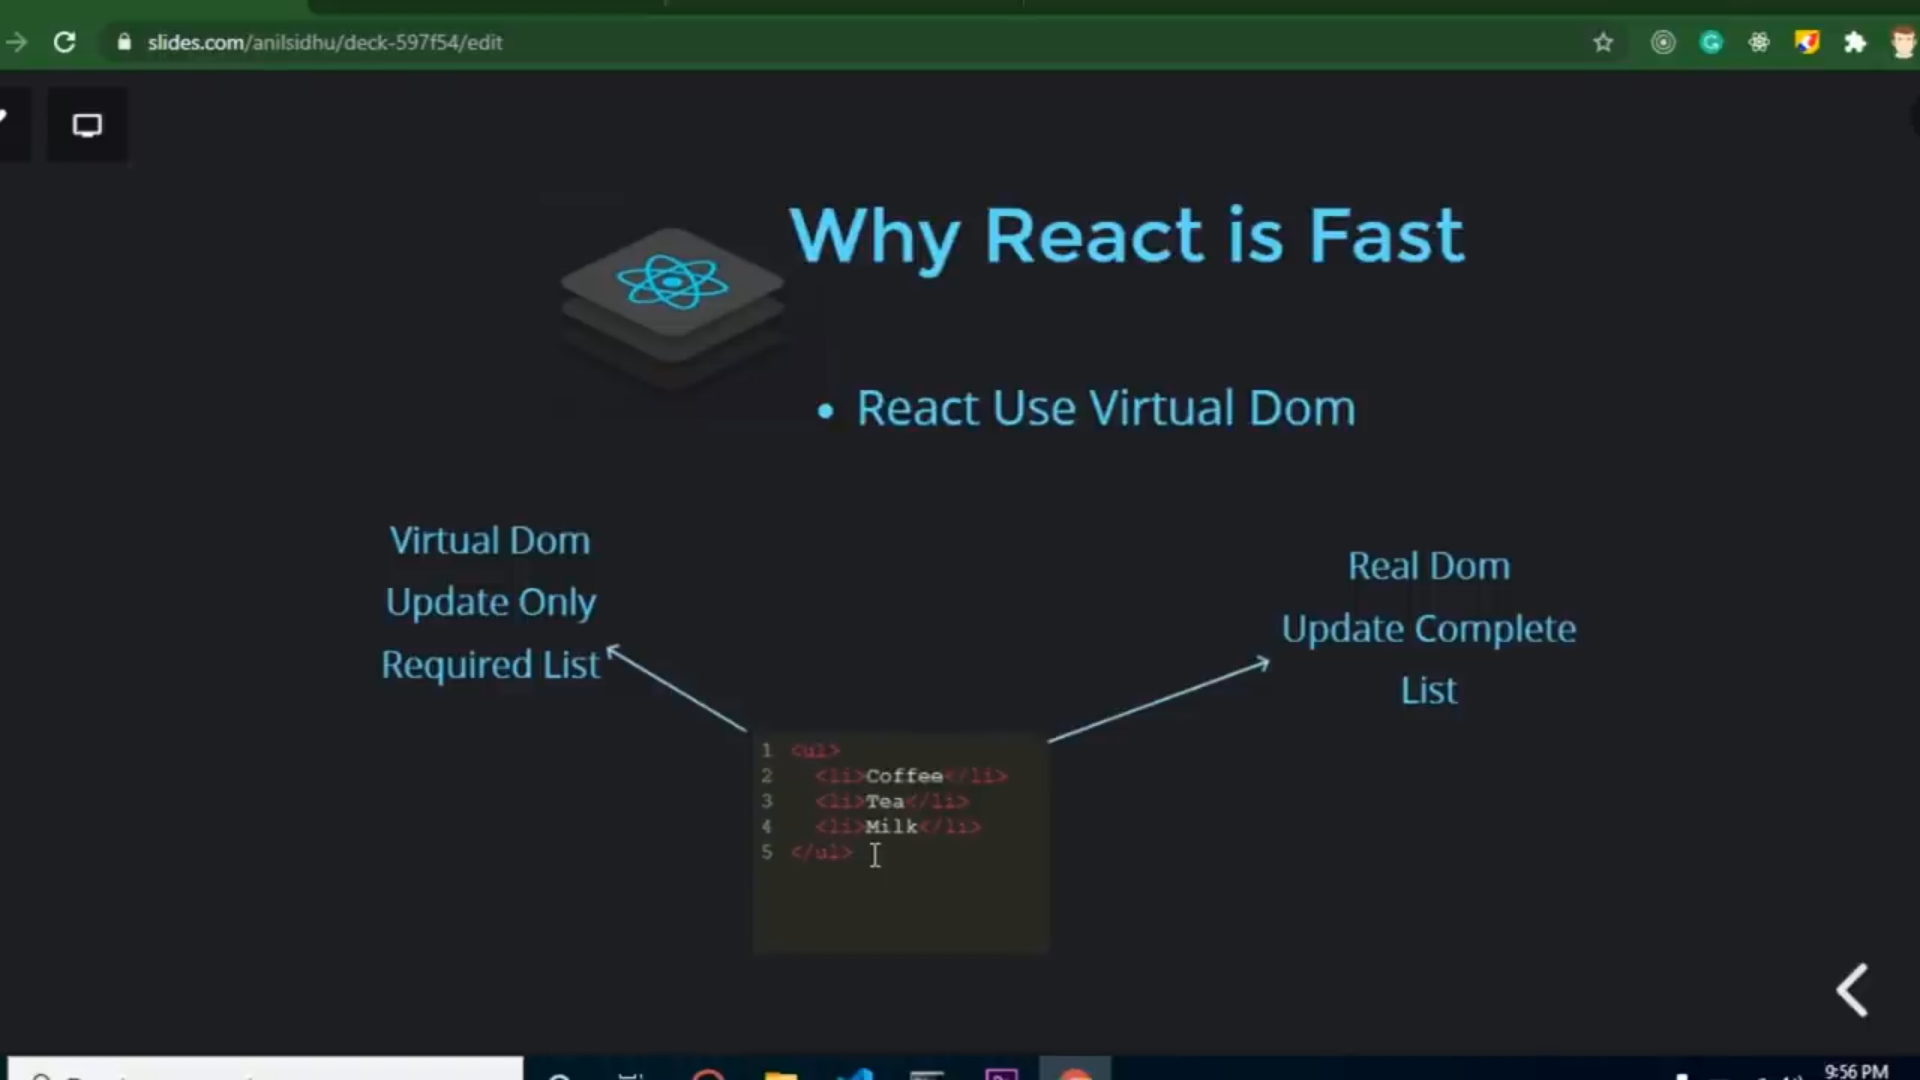 slides.com/anilsidhu/deck-597f54/edit
Why React is Fast
• React Use Virtual Dom
Virtual Dom
Update Only
Required List
Real Dom
Update Complete
List
1 <ul>
2 <li>Coffee</li>
3 <li>Tea</li>
4 <li>Milk</li>
5 </ul>
9:56 PM